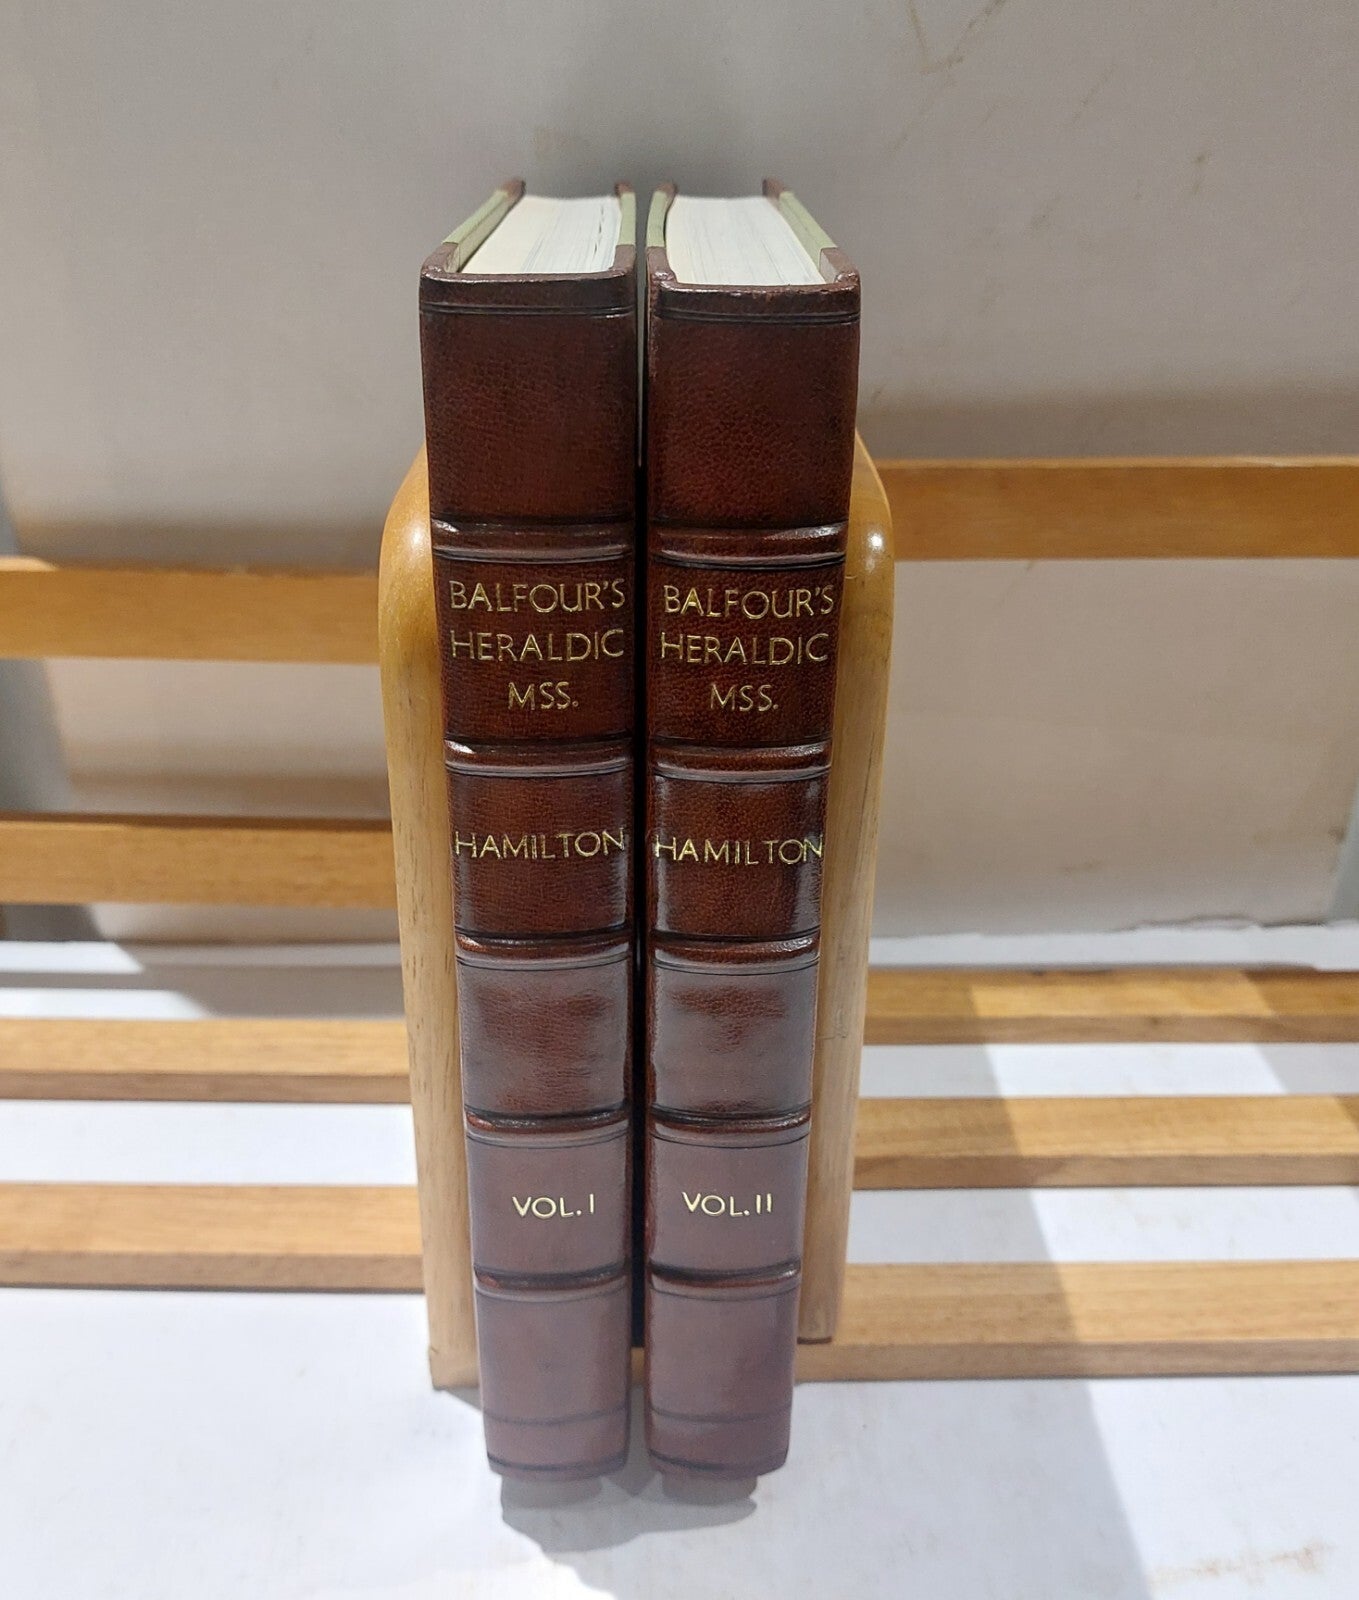 BALFOUR'S
HERALDIC
MSS.
HAMILTON
VOL. I
BALFOUR'S
HERALDIC
MSS.
HAMILTON
VOL. II